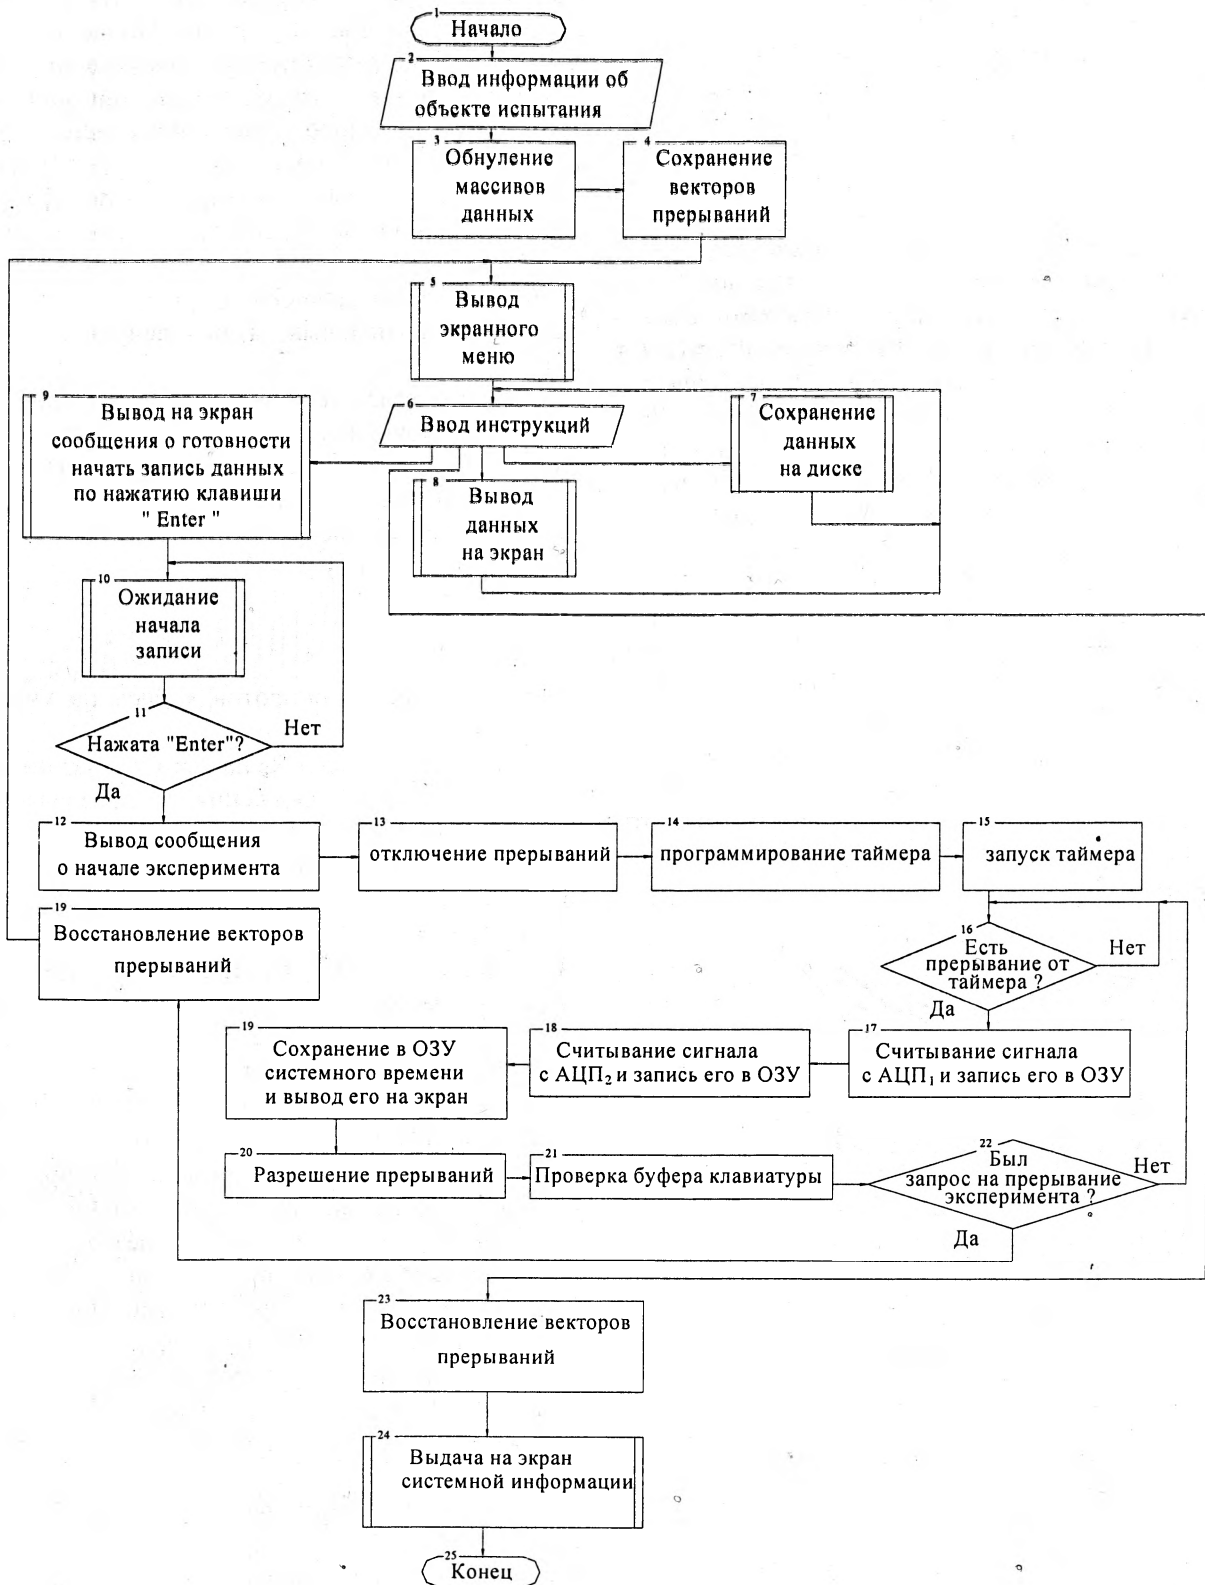 1
Начало
2
Ввод информации об
объекте испытания
3
Обнуление
массивов
данных
4
Сохранение
векторов
прерываний
5
Вывод
экранного
меню
9
Вывод на экран
сообщения о готовности
начать запись данных
по нажатию клавиши
" Enter "
6
Ввод инструкций
7
Сохранение
данных
на диске
8
Вывод
данных
на экран
10
Ожидание
начала
записи
11
Нажата "Enter"?
Нет
Да
12
Вывод сообщения
о начале эксперимента
13
отключение прерываний
14
программирование таймера
15
запуск таймера
19
Восстановление векторов
прерываний
16
Есть
прерывание от
таймера ?
Нет
Да
19
Сохранение в ОЗУ
системного времени
и вывод его на экран
18
Считывание сигнала
с АЦП₂ и запись его в ОЗУ
17
Считывание сигнала
с АЦП₁ и запись его в ОЗУ
20
Разрешение прерываний
21
Проверка буфера клавиатуры
22
Был
запрос на прерывание
эксперимента ?
Нет
Да
23
Восстановление векторов
прерываний
24
Выдача на экран
системной информации
25
Конец